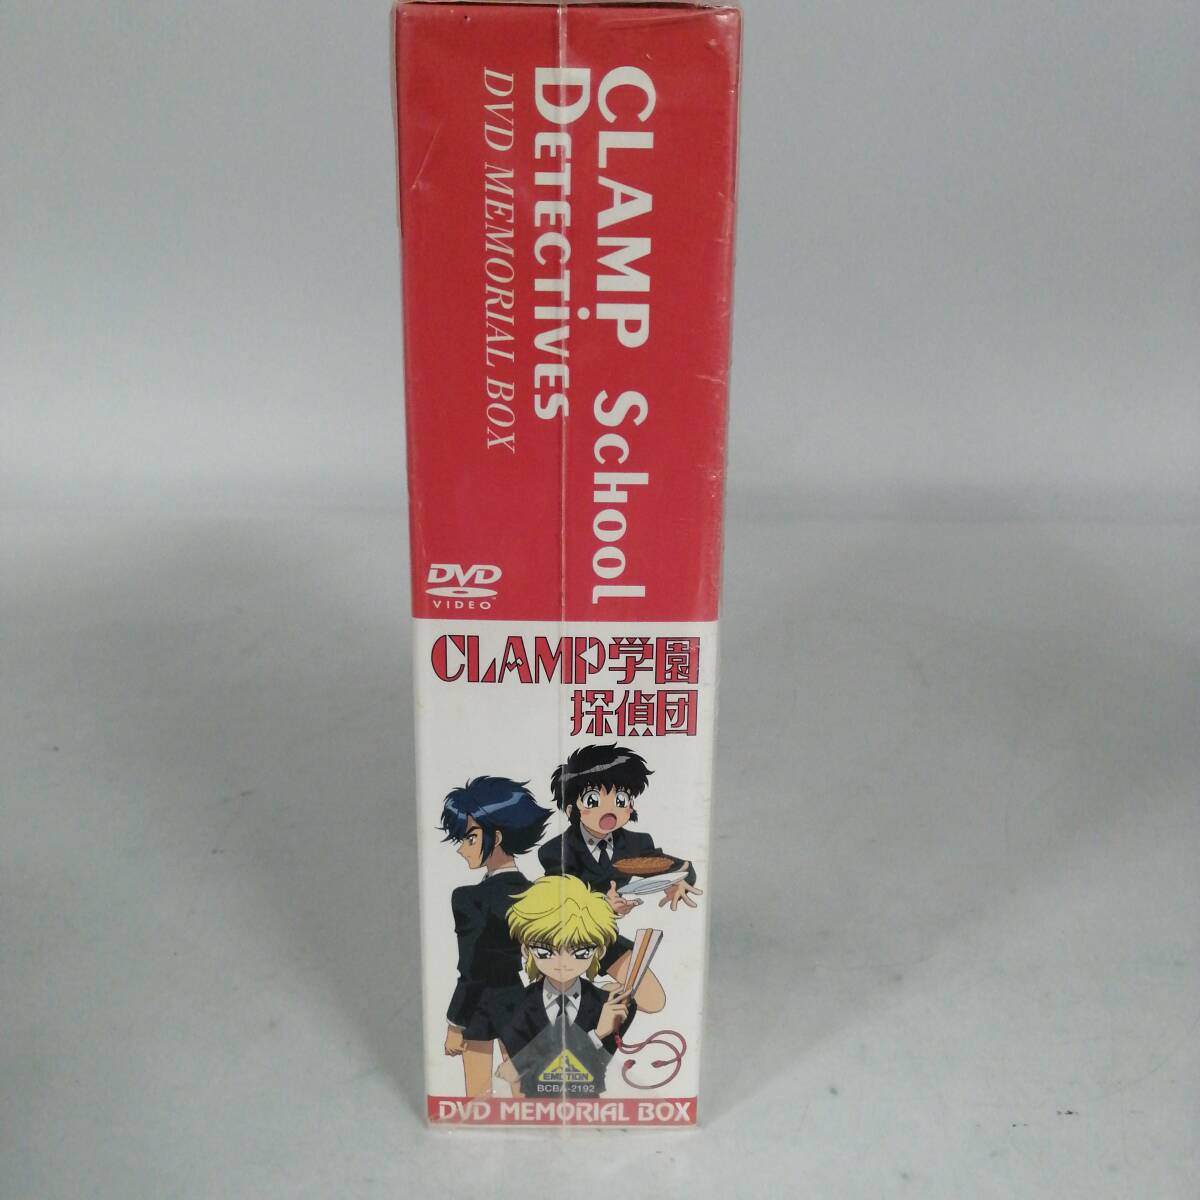 CLAMP School
DETECTIVES
DVD MEMORIAL BOX
DVD
VIDEO
CLAMP学園
探偵団
EMOTION
BCBA-2192
DVD MEMORIAL BOX